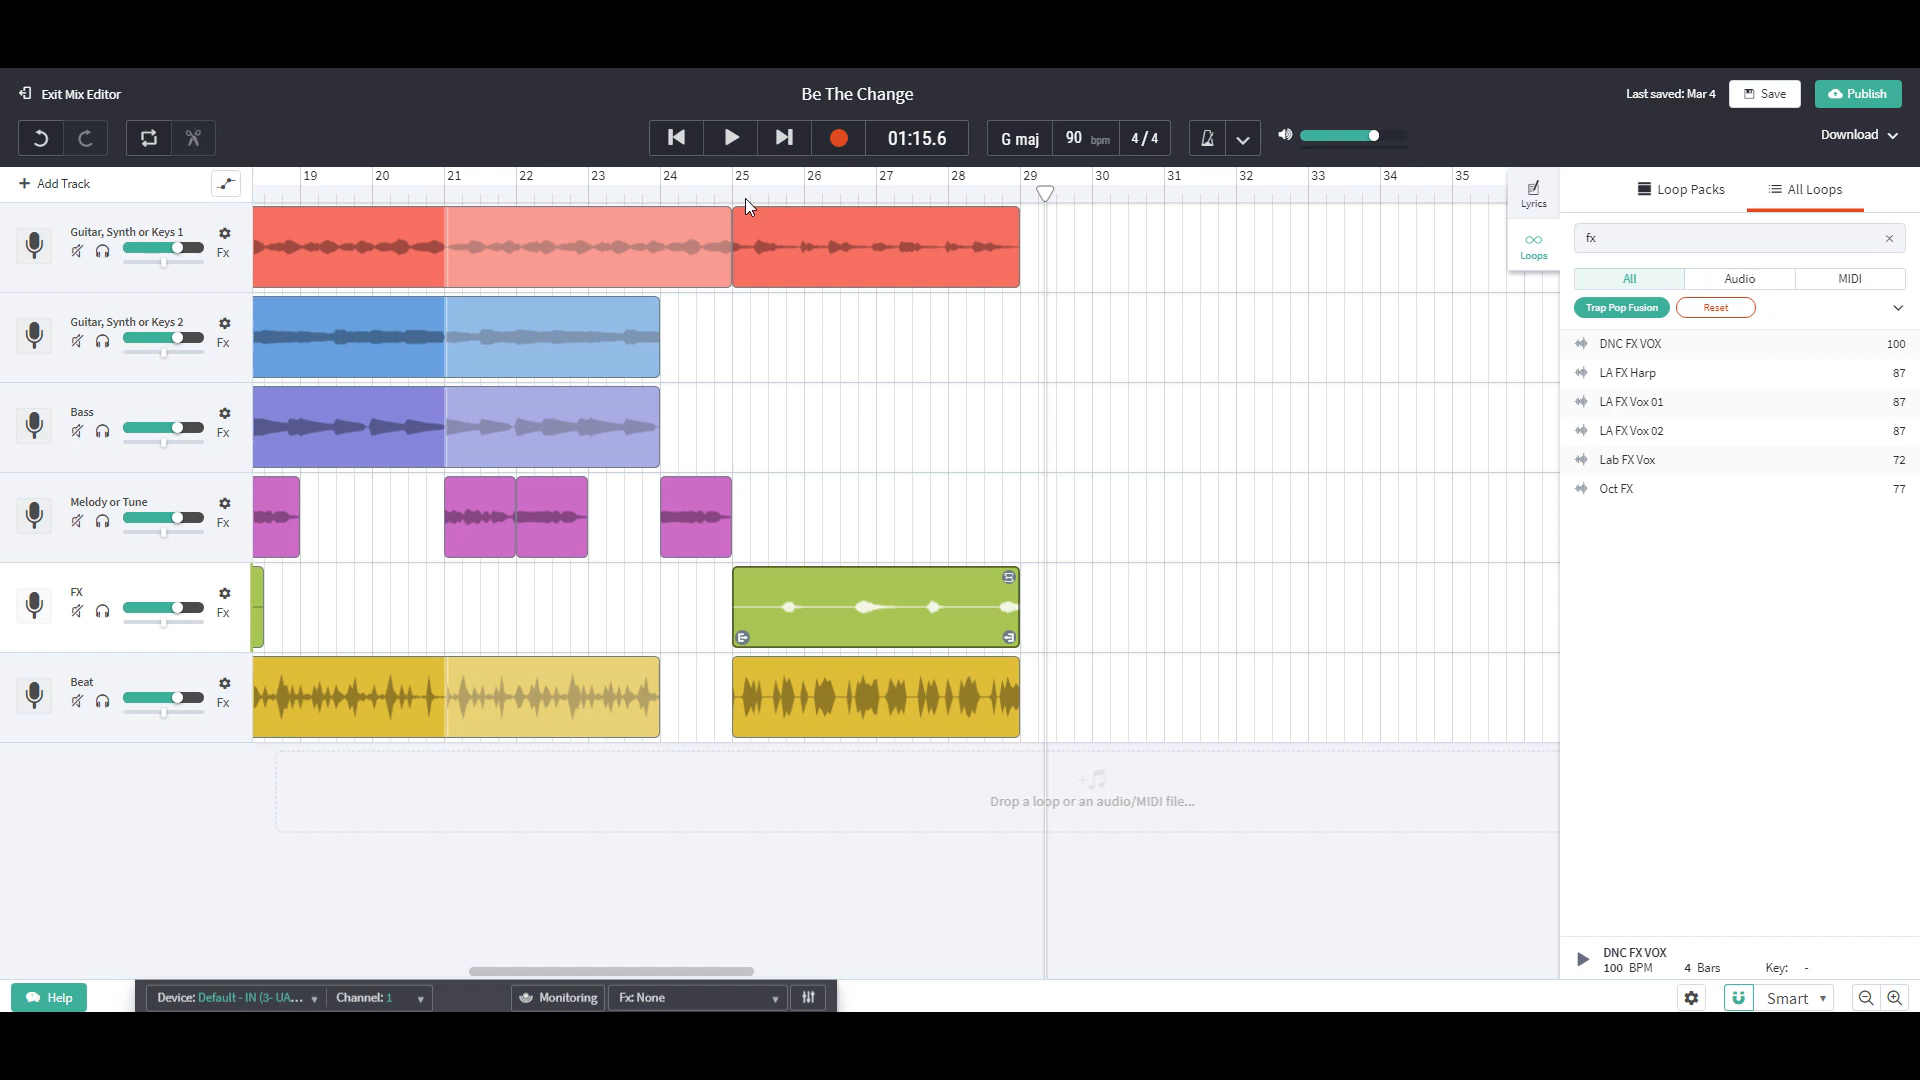 Exit Mix Editor
Be The Change
Last saved: Mar 4
Save
Publish
01:15.6
G maj
90 bpm
4 / 4
Download
Add Track
19 20 21 22 23 24 25 26 27 28 29 30 31 32 33 34 35
Lyrics
Loops
Loop Packs
All Loops
fx
All Audio MIDI
Trap Pop Fusion
Reset
DNC FX VOX 100
LA FX Harp 87
LA FX Vox 01 87
LA FX Vox 02 87
Lab FX Vox 72
Oct FX 77
Guitar, Synth or Keys 1
Fx
Guitar, Synth or Keys 2
Fx
Bass
Fx
Melody or Tune
Fx
FX
Fx
Beat
Fx
Drop a loop or an audio/MIDI file...
DNC FX VOX
100 BPM 4 Bars Key: -
Help
Device: Default - IN (3- UA...
Channel: 1
Monitoring
Fx: None
Smart